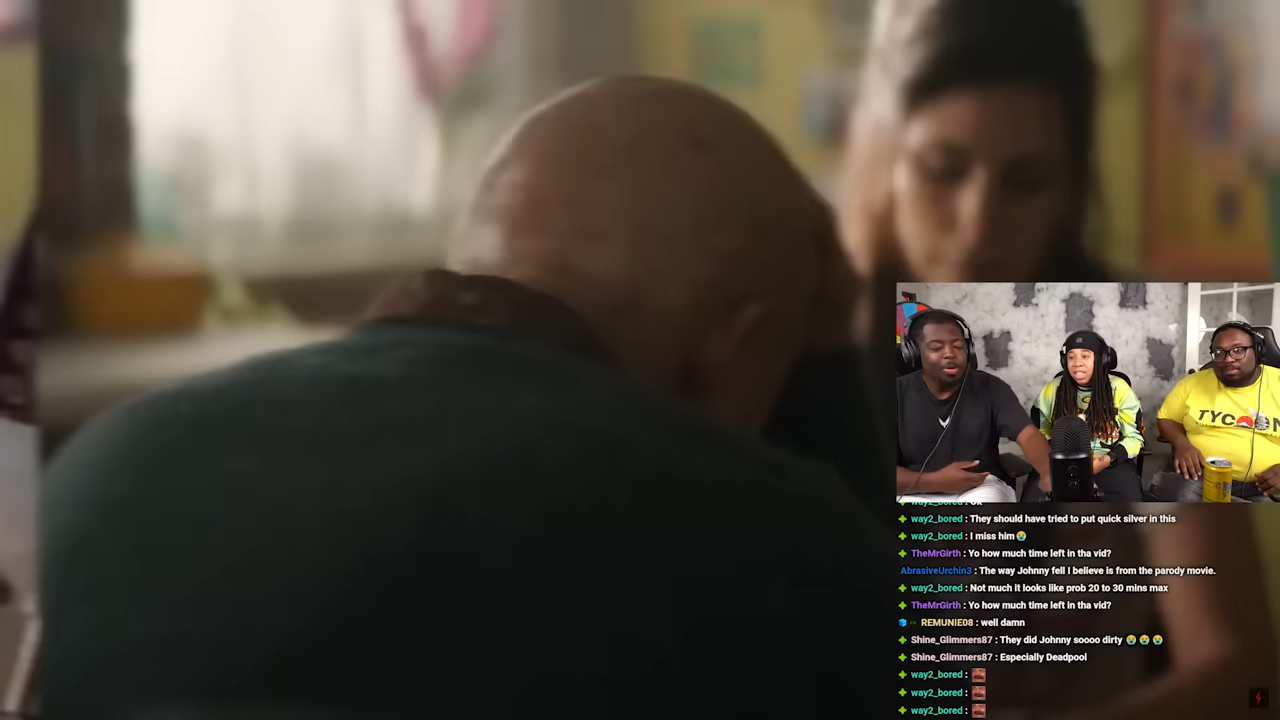 TYCOON
way2_bored : Ok
way2_bored : They should have tried to put quick silver in this
way2_bored : I miss him😭
TheMrGirth : Yo how much time left in tha vid?
AbrasiveUrchin3 : The way Johnny fell I believe is from the parody movie.
way2_bored : Not much it looks like prob 20 to 30 mins max
TheMrGirth : Yo how much time left in tha vid?
REMUNIE08 : well damn
Shine_Glimmers87 : They did Johnny soooo dirty 😭 😭 😭
Shine_Glimmers87 : Especially Deadpool
way2_bored :
way2_bored :
way2_bored :